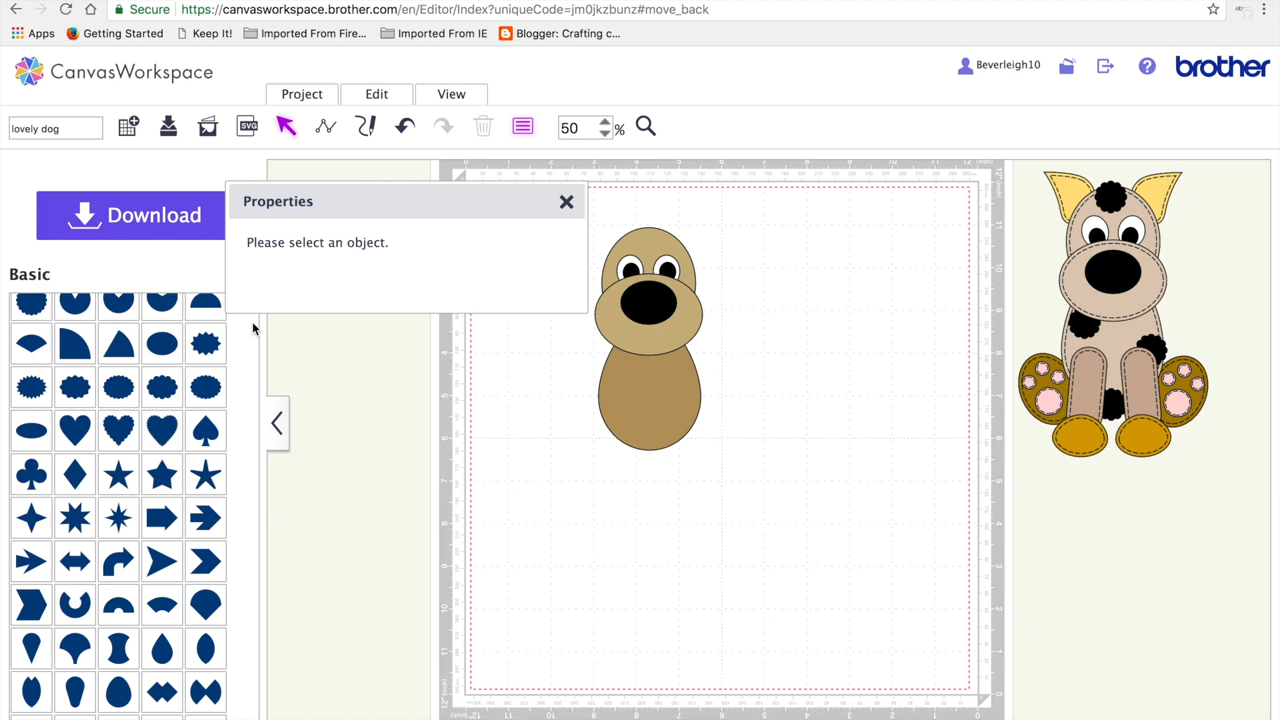 Secure https://canvasworkspace.brother.com/en/Editor/Index?uniqueCode=jm0jkzbunz#move_back
Apps Getting Started Keep It! Imported From Fire... Imported From IE Blogger: Crafting c...
CanvasWorkspace
Beverleigh10
brother
Project Edit View
lovely dog
SVG
50 %
Properties
Please select an object.
Download
Basic